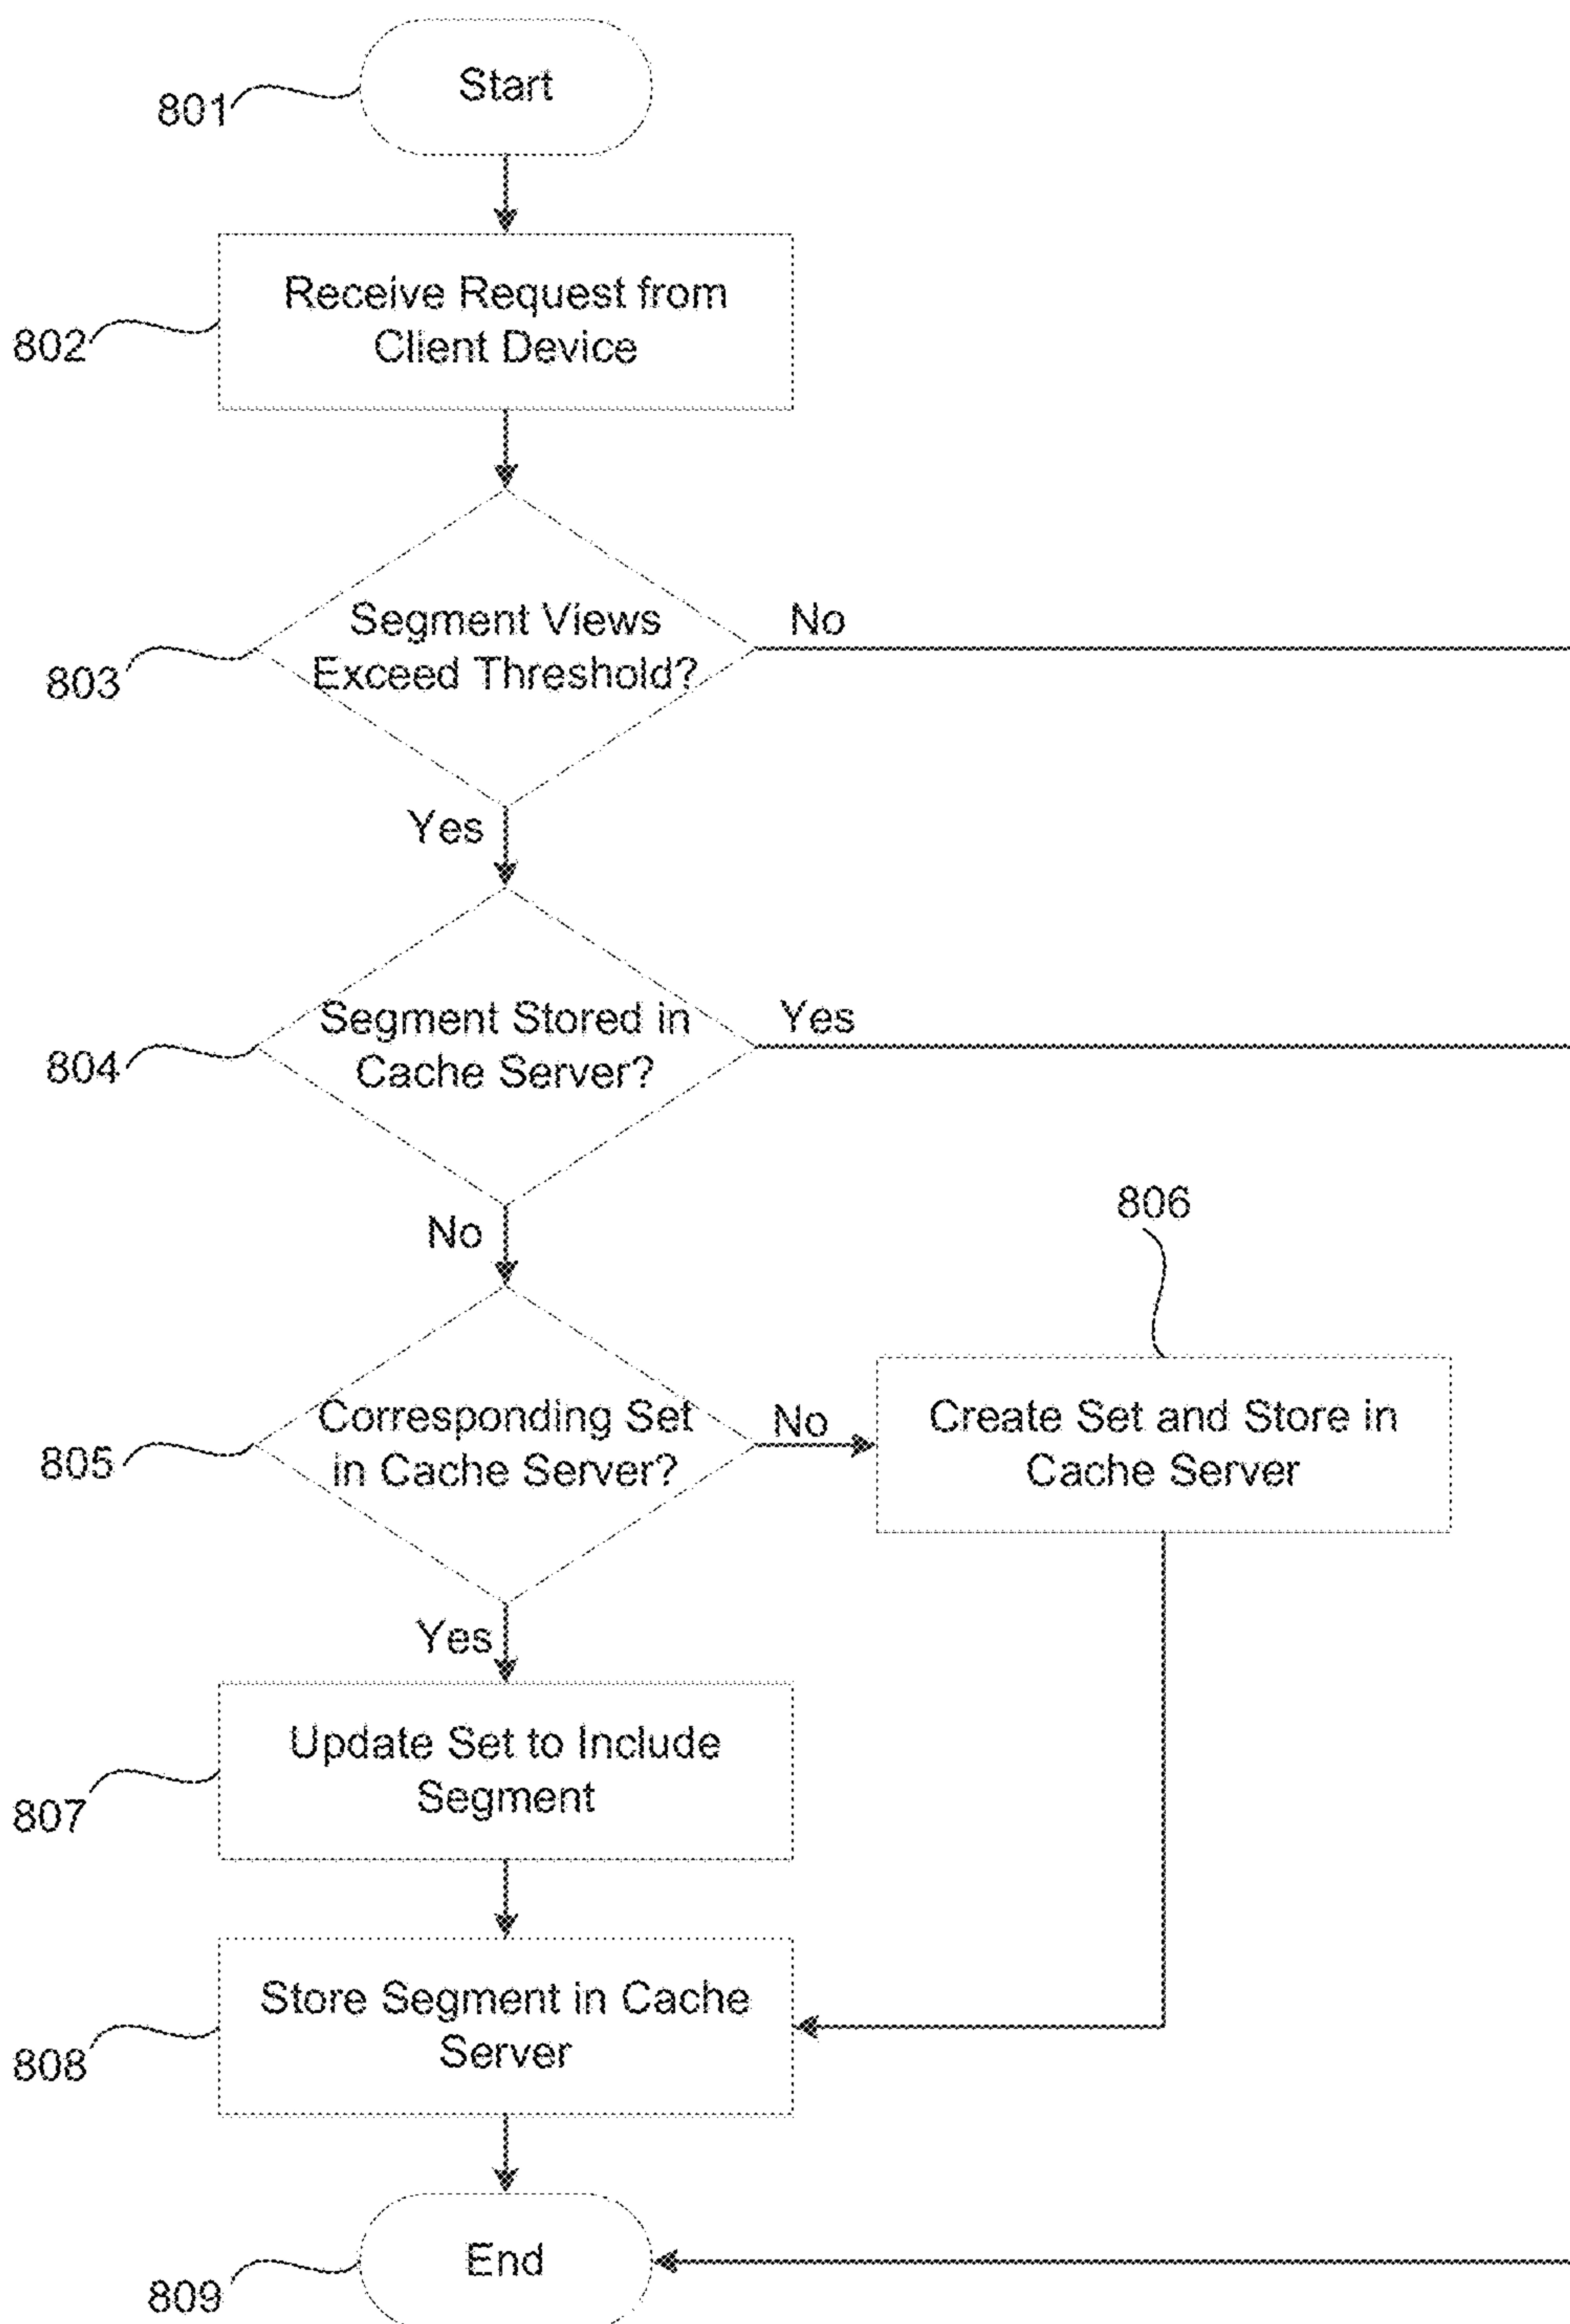 Start
801
Receive Request from
Client Device
802
Segment Views
Exceed Threshold?
No
803
Yes
Segment Stored in
Cache Server?
Yes
804
No
806
Corresponding Set
in Cache Server?
No
Create Set and Store in
Cache Server
805
Yes
Update Set to Include
Segment
807
Store Segment in Cache
Server
808
End
809